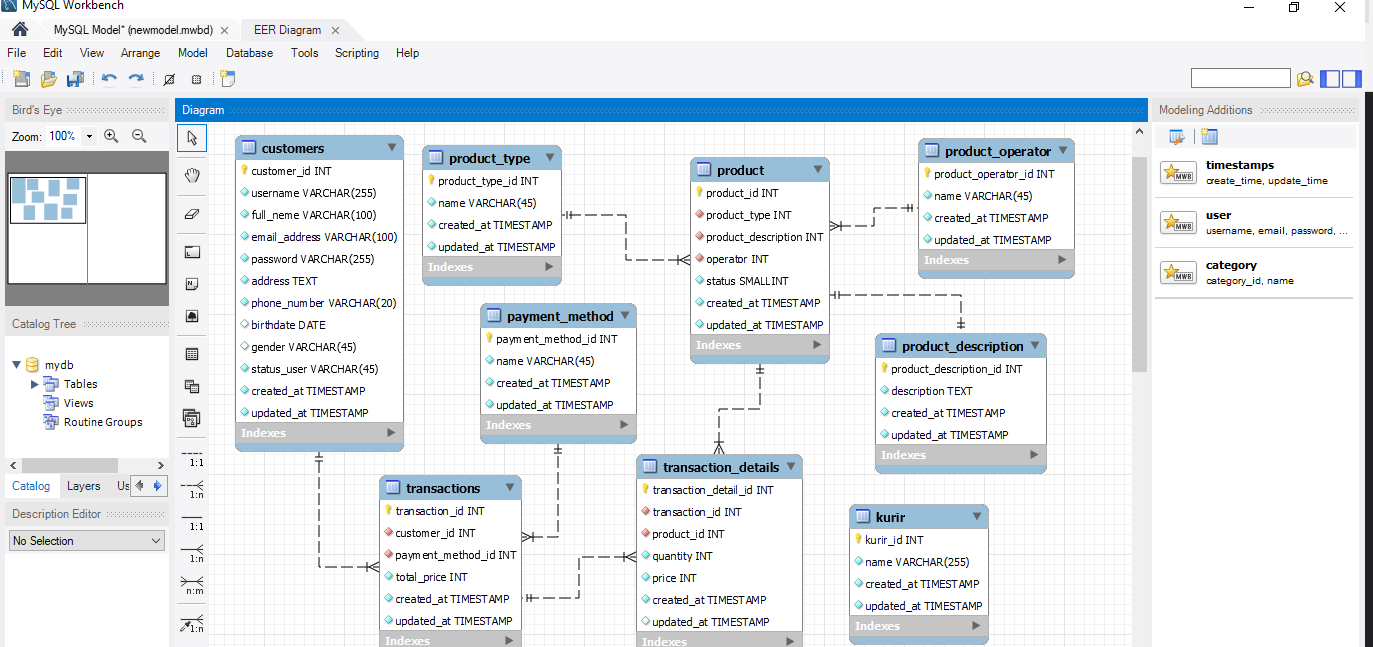 MySQL Workbench
MySQL Model* (newmodel.mwbd)
EER Diagram
File Edit View Arrange Model Database Tools Scripting Help
Bird's Eye
Zoom: 100%
Catalog Tree
mydb
Tables
Views
Routine Groups
Catalog Layers Us
Description Editor
No Selection
1:1
1:n
1:1
1:n
n:m
1:n
Diagram
customers
customer_id INT
username VARCHAR(255)
full_neme VARCHAR(100)
email_address VARCHAR(100)
password VARCHAR(255)
address TEXT
phone_number VARCHAR(20)
birthdate DATE
gender VARCHAR(45)
status_user VARCHAR(45)
created_at TIMESTAMP
updated_at TIMESTAMP
Indexes
product_type
product_type_id INT
name VARCHAR(45)
created_at TIMESTAMP
updated_at TIMESTAMP
Indexes
product
product_id INT
product_type INT
product_description INT
operator INT
status SMALLINT
created_at TIMESTAMP
updated_at TIMESTAMP
Indexes
product_operator
product_operator_id INT
name VARCHAR(45)
created_at TIMESTAMP
updated_at TIMESTAMP
Indexes
payment_method
payment_method_id INT
name VARCHAR(45)
created_at TIMESTAMP
updated_at TIMESTAMP
Indexes
product_description
product_description_id INT
description TEXT
created_at TIMESTAMP
updated_at TIMESTAMP
Indexes
transactions
transaction_id INT
customer_id INT
payment_method_id INT
total_price INT
created_at TIMESTAMP
updated_at TIMESTAMP
Indexes
transaction_details
transaction_detail_id INT
transaction_id INT
product_id INT
quantity INT
price INT
created_at TIMESTAMP
updated_at TIMESTAMP
Indexes
kurir
kurir_id INT
name VARCHAR(255)
created_at TIMESTAMP
updated_at TIMESTAMP
Indexes
Modeling Additions
MWB
timestamps
create_time, update_time
MWB
user
username, email, password, ...
MWB
category
category_id, name